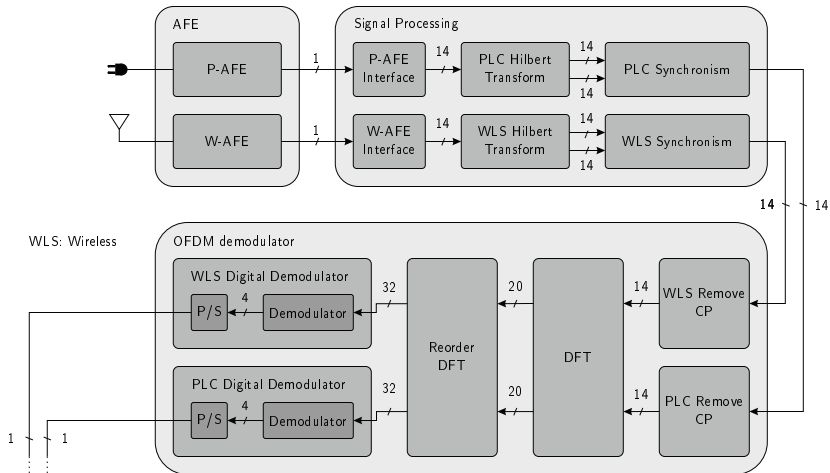 AFE
Signal Processing
P-AFE
1
P-AFE
Interface
14
PLC Hilbert
Transform
14
14
PLC Synchronism
W-AFE
1
W-AFE
Interface
14
WLS Hilbert
Transform
14
14
WLS Synchronism
14
14
WLS: Wireless
OFDM demodulator
WLS Digital Demodulator
P/S
4
Demodulator
32
Reorder
DFT
20
DFT
14
WLS Remove
CP
PLC Digital Demodulator
P/S
4
Demodulator
32
20
14
PLC Remove
CP
1
1